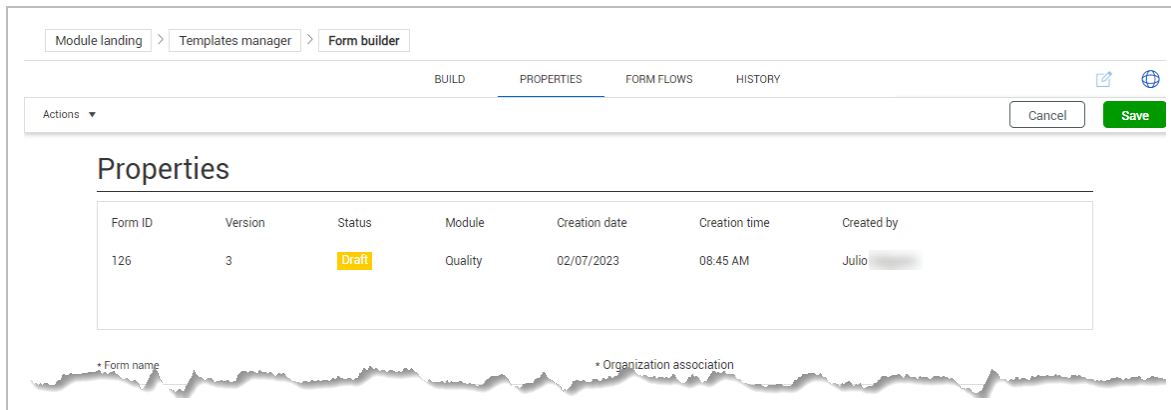 Module landing > Templates manager > Form builder
BUILD PROPERTIES FORM FLOWS HISTORY
Actions ▼ Cancel Save
Properties
Form ID Version Status Module Creation date Creation time Created by
126 3 Draft Quality 02/07/2023 08:45 AM Julio
* Form name * Organization association